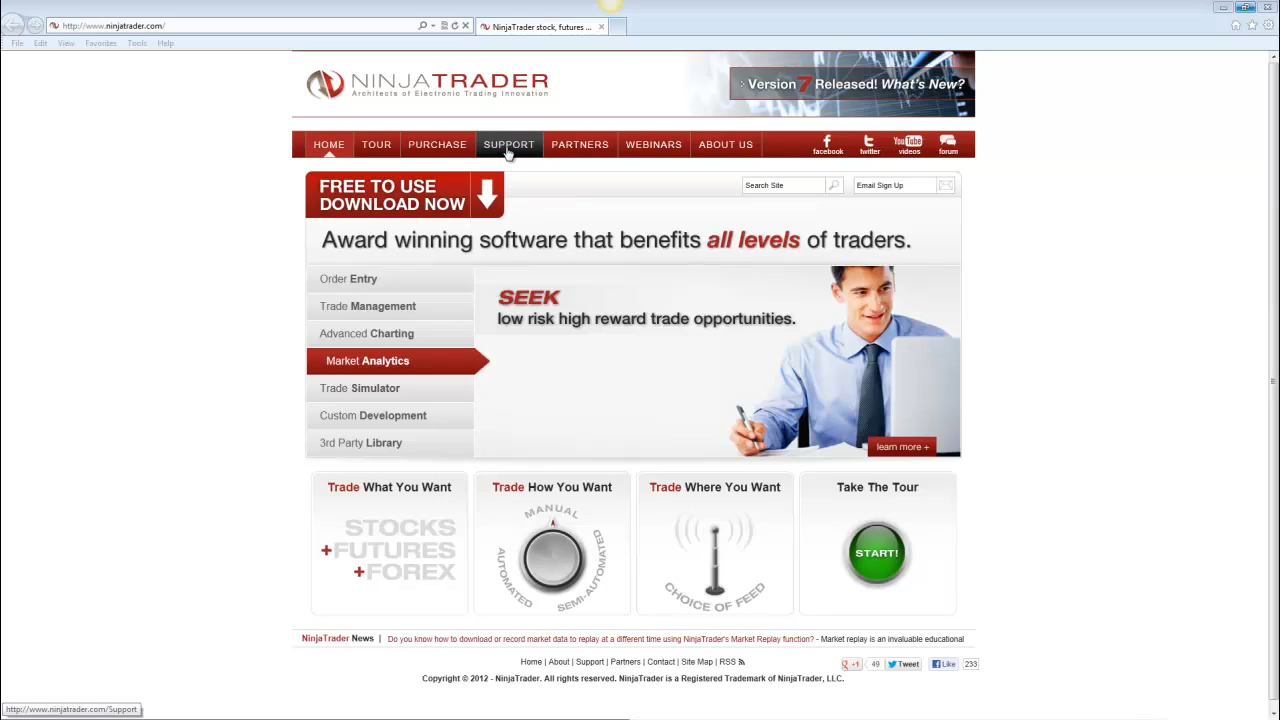 http://www.ninjatrader.com/
NinjaTrader stock, futures ...
File Edit View Favorites Tools Help
NINJATRADER
Architects of Electronic Trading Innovation
Version 7 Released! What's New?
HOME TOUR PURCHASE SUPPORT PARTNERS WEBINARS ABOUT US
facebook twitter YouTube videos forum
FREE TO USE
DOWNLOAD NOW
Search Site
Email Sign Up
Award winning software that benefits all levels of traders.
Order Entry
Trade Management
Advanced Charting
Market Analytics
Trade Simulator
Custom Development
3rd Party Library
SEEK
low risk high reward trade opportunities.
learn more +
Trade What You Want
STOCKS
+FUTURES
+FOREX
Trade How You Want
MANUAL
AUTOMATED
SEMI-AUTOMATED
Trade Where You Want
CHOICE OF FEED
Take The Tour
START!
NinjaTrader News | Do you know how to download or record market data to replay at a different time using NinjaTrader's Market Replay function? - Market replay is an invaluable educational
Home | About | Support | Partners | Contact | Site Map | RSS
g +1 49 Tweet Like 233
Copyright © 2012 - NinjaTrader. All rights reserved. NinjaTrader is a Registered Trademark of NinjaTrader, LLC.
http://www.ninjatrader.com/Support